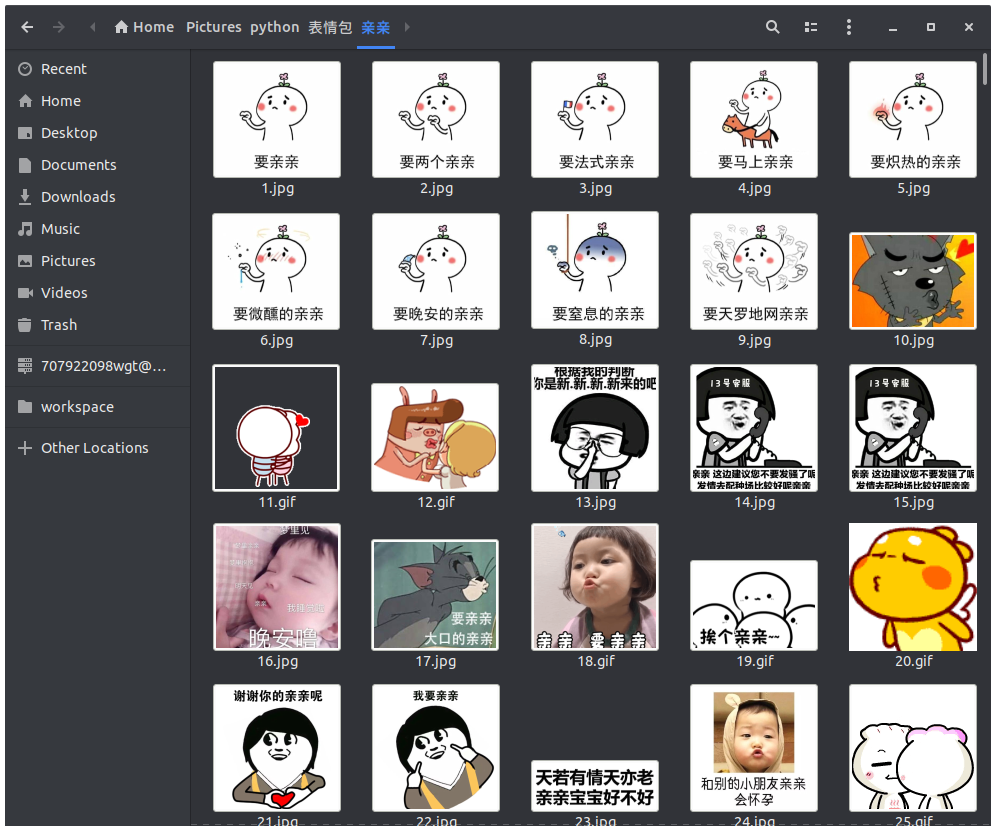 Home Pictures python 表情包 亲亲
Recent
Home
Desktop
Documents
Downloads
Music
Pictures
Videos
Trash
707922098wgt@...
workspace
Other Locations
要亲亲
要两个亲亲
要法式亲亲
要马上亲亲
要炽热的亲亲
1.jpg
2.jpg
3.jpg
4.jpg
5.jpg
要微醺的亲亲
要晚安的亲亲
要窒息的亲亲
要天罗地网亲亲
6.jpg
7.jpg
8.jpg
9.jpg
10.jpg
根据我的判断
你是新.新.新.新来的吧
13号客服
亲亲 这边建议您不要发骚了呢
发情去配种场比较好呢亲亲
13号客服
亲亲 这边建议您不要发骚了呢
发情去配种场比较好呢亲亲
11.gif
12.gif
13.jpg
14.jpg
15.jpg
梦里见
晚安噜
要亲亲
大口的亲亲
亲亲 要亲亲
挨个亲亲~~
16.jpg
17.jpg
18.gif
19.gif
20.gif
谢谢你的亲亲呢
我要亲亲
天若有情天亦老
亲亲宝宝好不好
和别的小朋友亲亲
会怀孕
21.jpg
22.jpg
23.jpg
24.jpg
25.gif